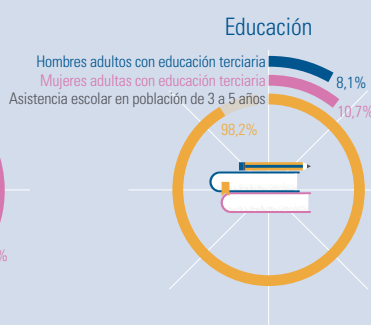 Educación
Hombres adultos con educación terciaria
8,1%
Mujeres adultas con educación terciaria
10,7%
Asistencia escolar en población de 3 a 5 años
98,2%
%